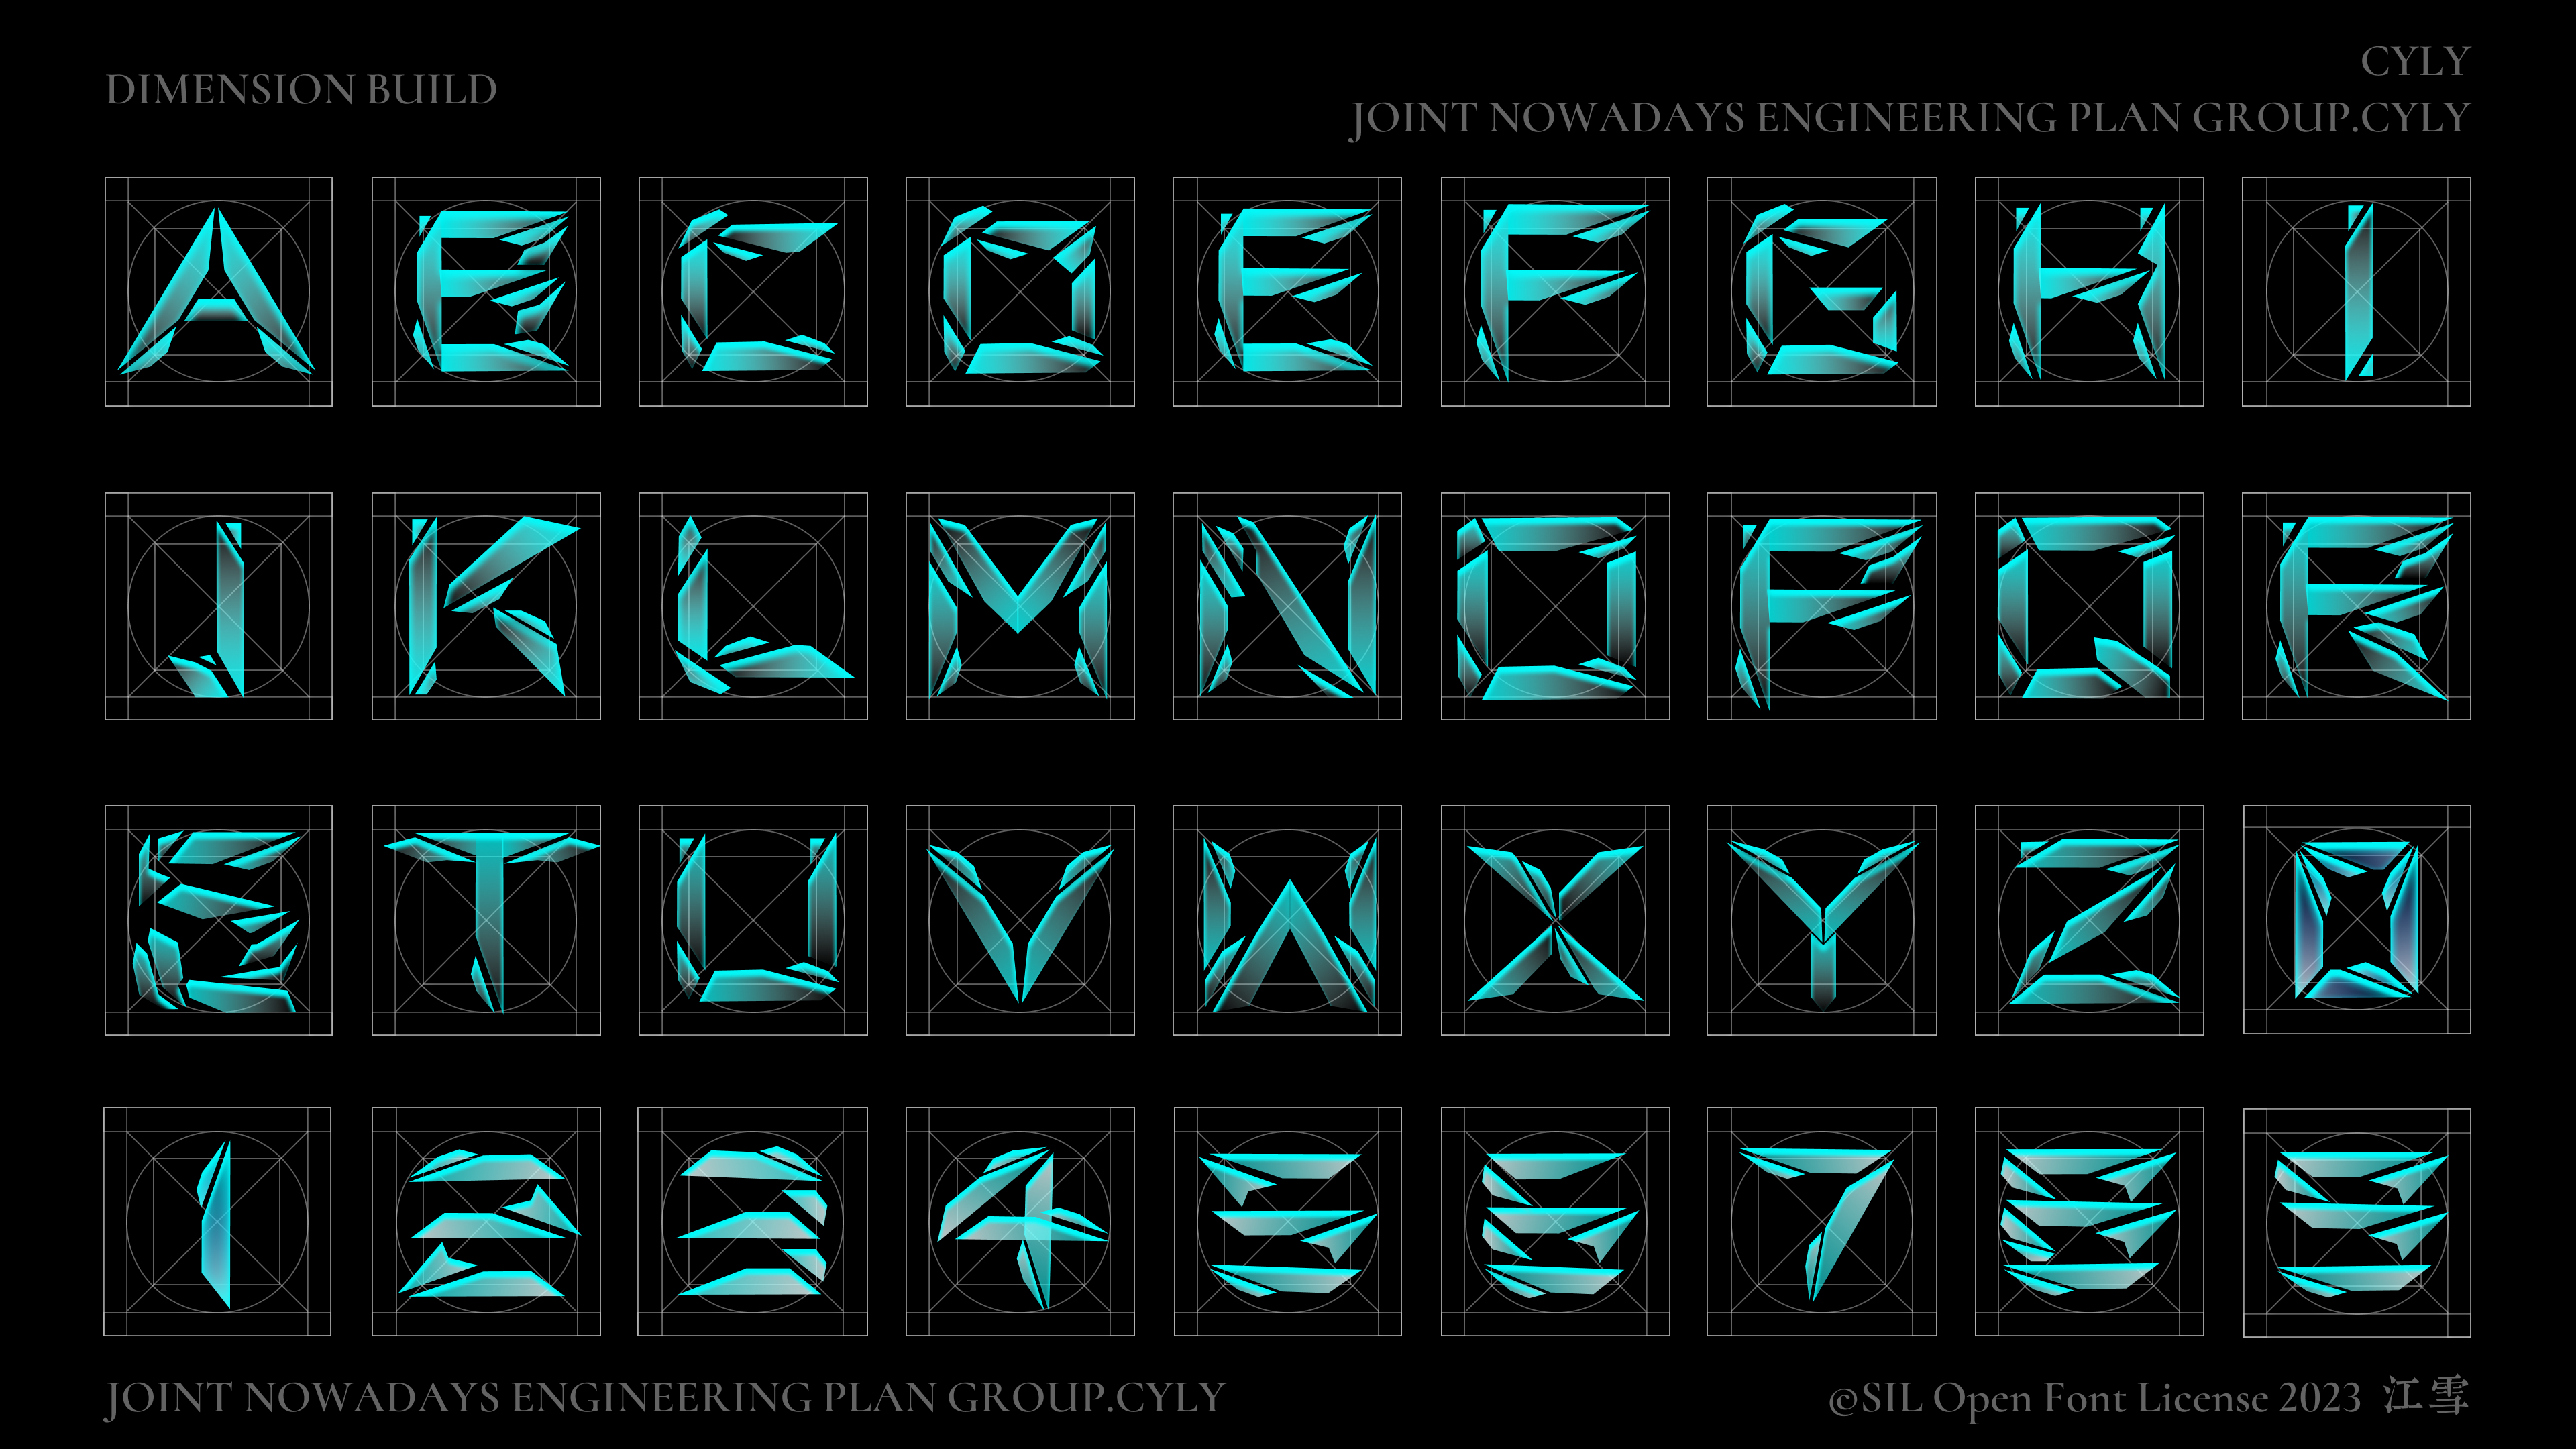 DIMENSION BUILD
CYLY
JOINT NOWADAYS ENGINEERING PLAN GROUP.CYLY
A B C D E F G H I
J K L M N O P Q R
S T U V W X Y Z 0
1 2 3 4 5 6 7 8 9
JOINT NOWADAYS ENGINEERING PLAN GROUP.CYLY
©SIL Open Font License 2023 江雪